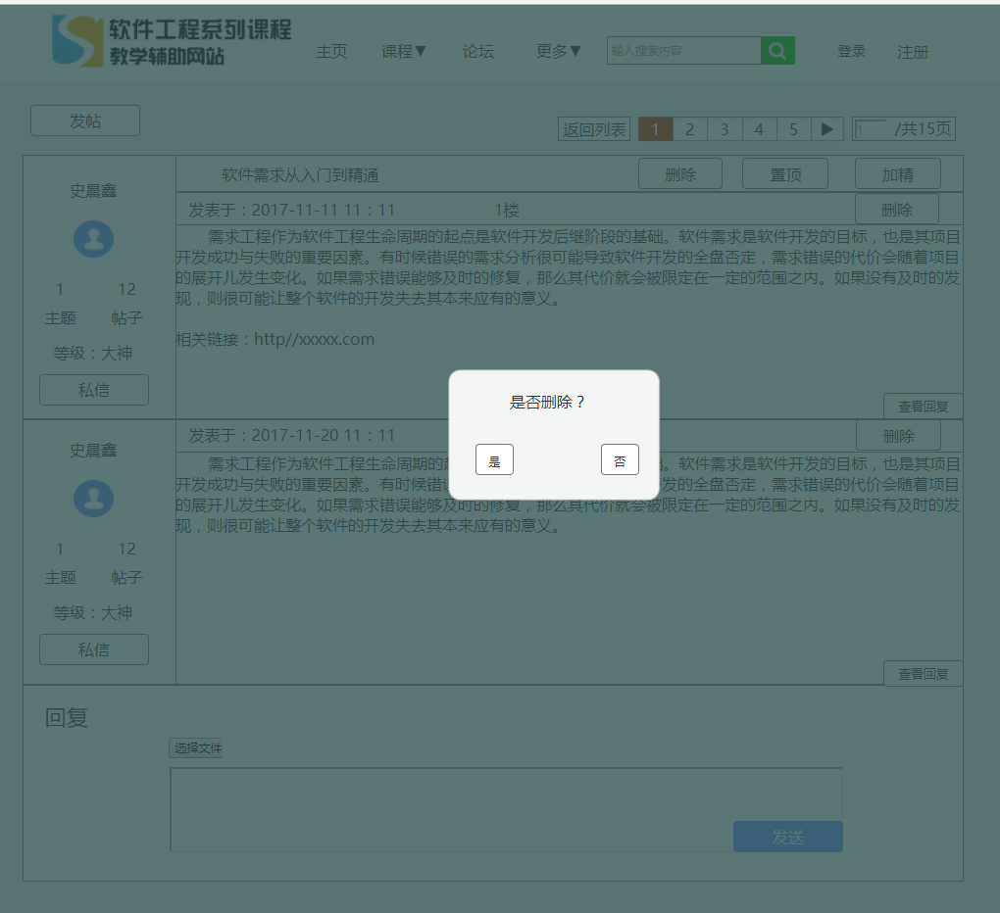 软件工程系列课程
教学辅助网站
主页 课程▼ 论坛 更多▼ 输入搜索内容 登录 注册
发帖
返回列表 1 2 3 4 5 ▶ 1 /共15页
史晨鑫
1 12
主题 帖子
等级：大神
私信
软件需求从入门到精通 删除 置顶 加精
发表于：2017-11-11 11：11 1楼 删除
需求工程作为软件工程生命周期的起点是软件开发后继阶段的基础。软件需求是软件开发的目标，也是其项目
开发成功与失败的重要因素。有时候错误的需求分析很可能导致软件开发的全盘否定，需求错误的代价会随着项目
的展开儿发生变化。如果需求错误能够及时的修复，那么其代价就会被限定在一定的范围之内。如果没有及时的发
现，则很可能让整个软件的开发失去其本来应有的意义。
相关链接：http//xxxxx.com
查看回复
是否删除？
是 否
史晨鑫
1 12
主题 帖子
等级：大神
私信
发表于：2017-11-20 11：11 删除
需求工程作为软件工程生命周期的 。软件需求是软件开发的目标，也是其项目
开发成功与失败的重要因素。有时候错 发的全盘否定，需求错误的代价会随着项目
的展开儿发生变化。如果需求错误能够及时的修复，那么其代价就会被限定在一定的范围之内。如果没有及时的发
现，则很可能让整个软件的开发失去其本来应有的意义。
查看回复
回复
选择文件
发送